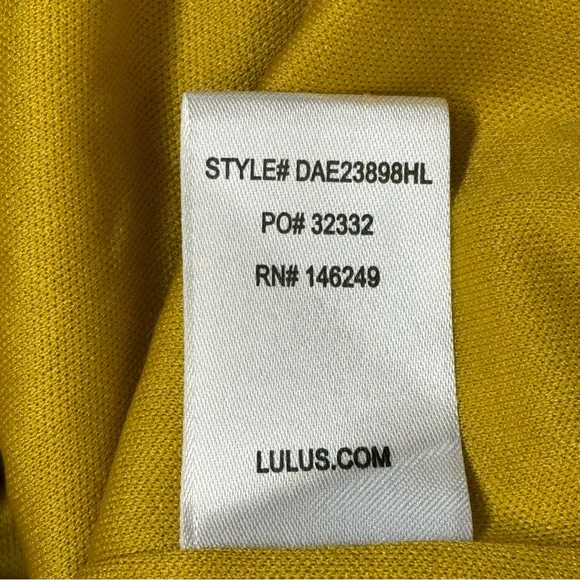 STYLE# DAE23898HL
PO# 32332
RN# 146249
LULUS.COM